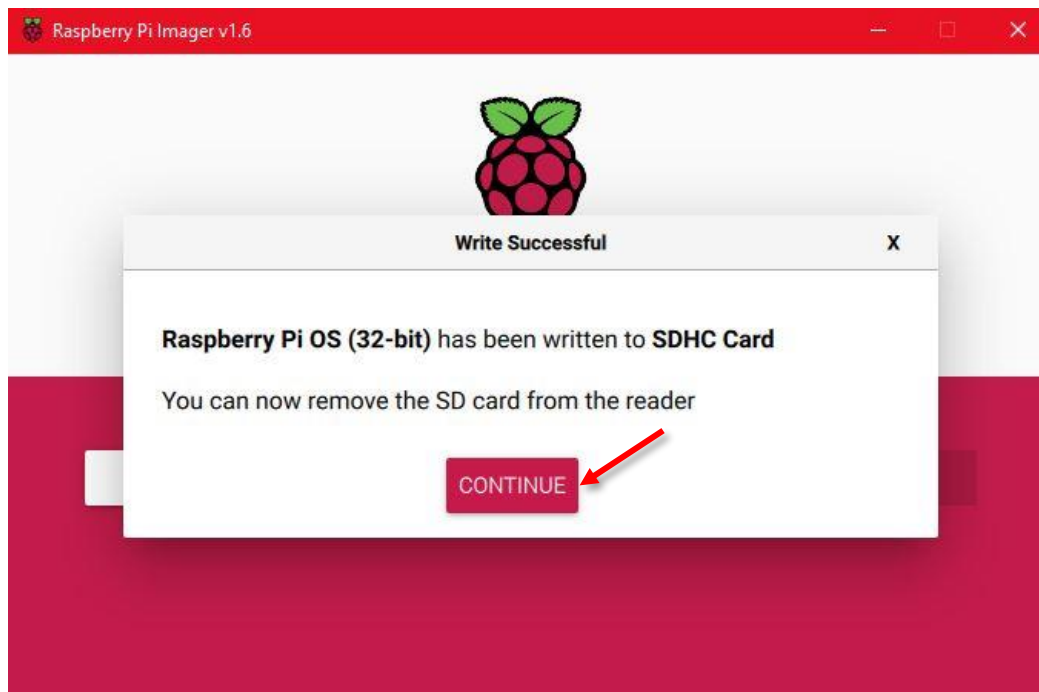 Raspberry Pi Imager v1.6
Write Successful X
Raspberry Pi OS (32-bit) has been written to SDHC Card
You can now remove the SD card from the reader
CONTINUE